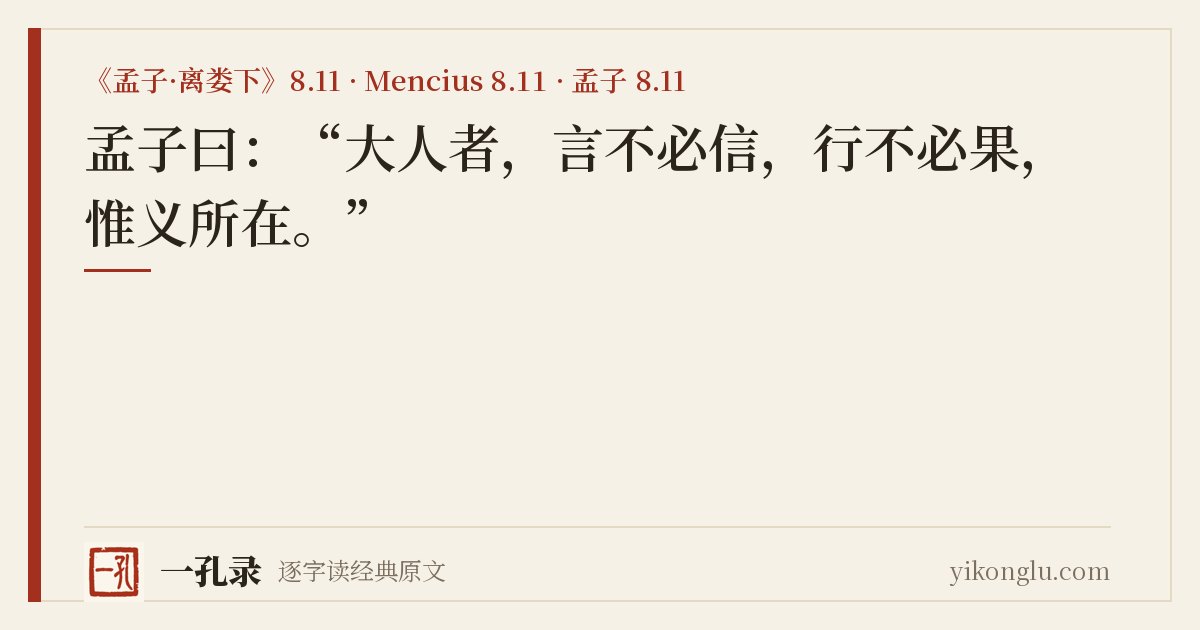 《孟子·离娄下》8.11 · Mencius 8.11 · 孟子 8.11
孟子曰：“大人者，言不必信，行不必果，
惟义所在。”
一孔
一孔录 逐字读经典原文 yikonglu.com